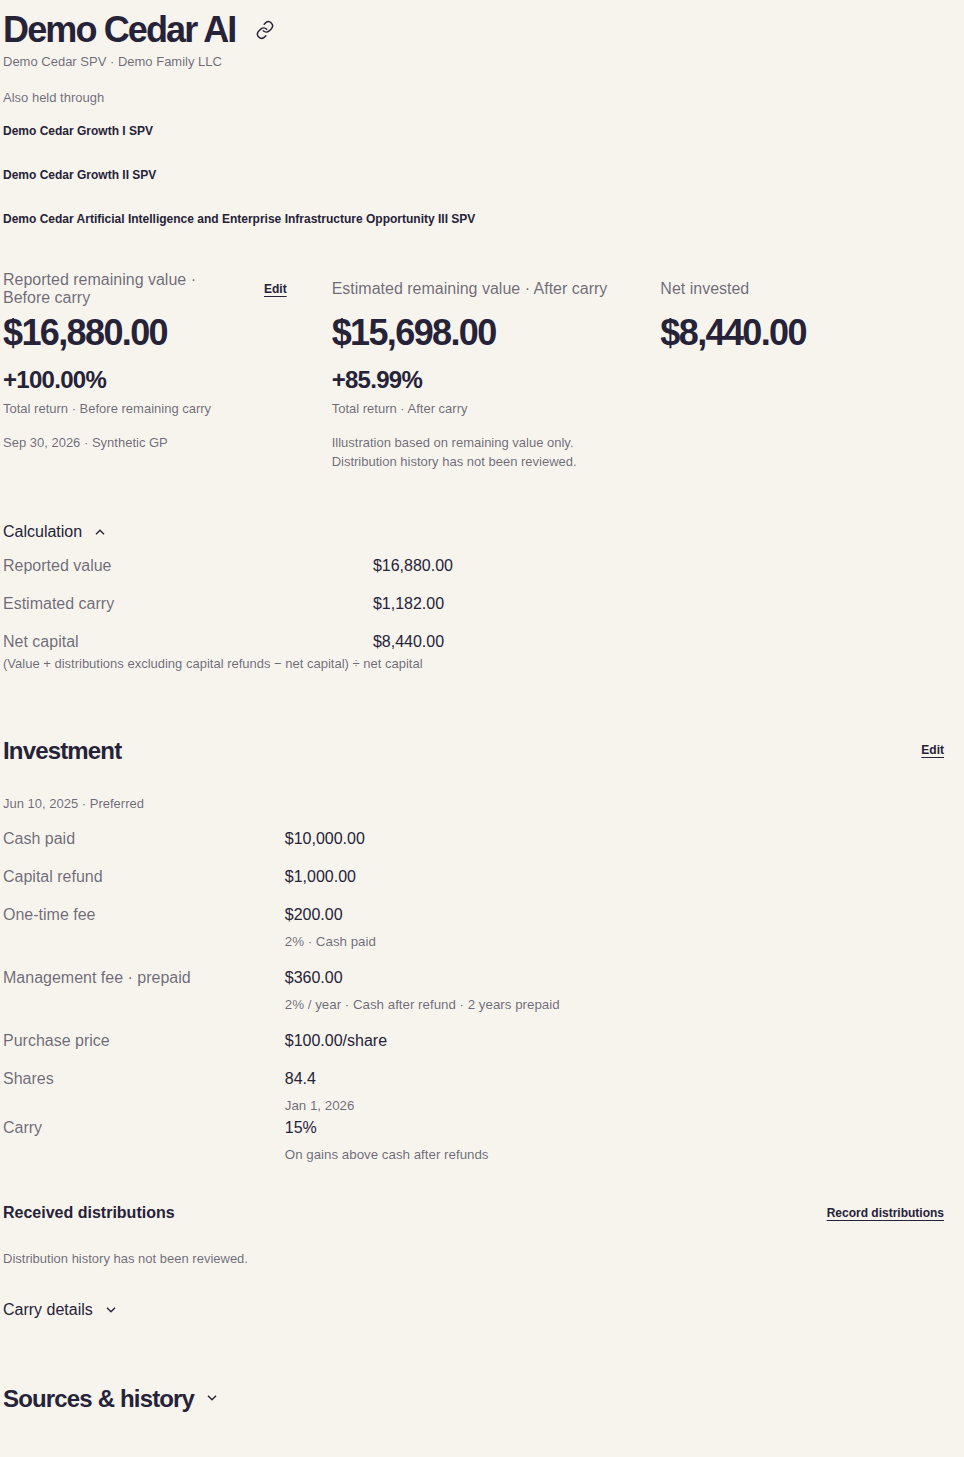 Demo Cedar AI
Demo Cedar SPV · Demo Family LLC
Also held through
Demo Cedar Growth I SPV
Demo Cedar Growth II SPV
Demo Cedar Artificial Intelligence and Enterprise Infrastructure Opportunity III SPV
Reported remaining value ·
Before carry
Edit
$16,880.00
+100.00%
Total return · Before remaining carry
Sep 30, 2026 · Synthetic GP
Estimated remaining value · After carry
$15,698.00
+85.99%
Total return · After carry
Illustration based on remaining value only.
Distribution history has not been reviewed.
Net invested
$8,440.00
Calculation
Reported value $16,880.00
Estimated carry $1,182.00
Net capital $8,440.00
(Value + distributions excluding capital refunds − net capital) ÷ net capital
Investment Edit
Jun 10, 2025 · Preferred
Cash paid $10,000.00
Capital refund $1,000.00
One-time fee $200.00
2% · Cash paid
Management fee · prepaid $360.00
2% / year · Cash after refund · 2 years prepaid
Purchase price $100.00/share
Shares 84.4
Jan 1, 2026
Carry 15%
On gains above cash after refunds
Received distributions Record distributions
Distribution history has not been reviewed.
Carry details
Sources & history